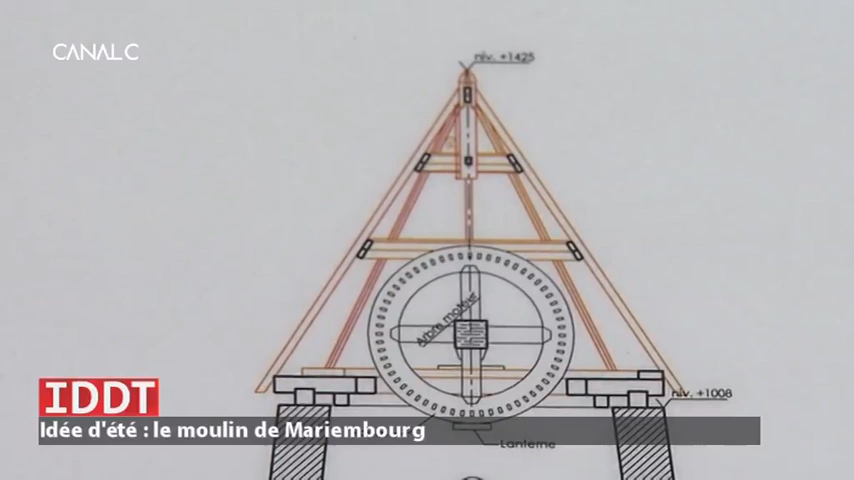 CANAL C
niv. +1425
Arbre moteur
niv. +1008
IDDT
Idée d'été : le moulin de Mariembourg
Lanterne